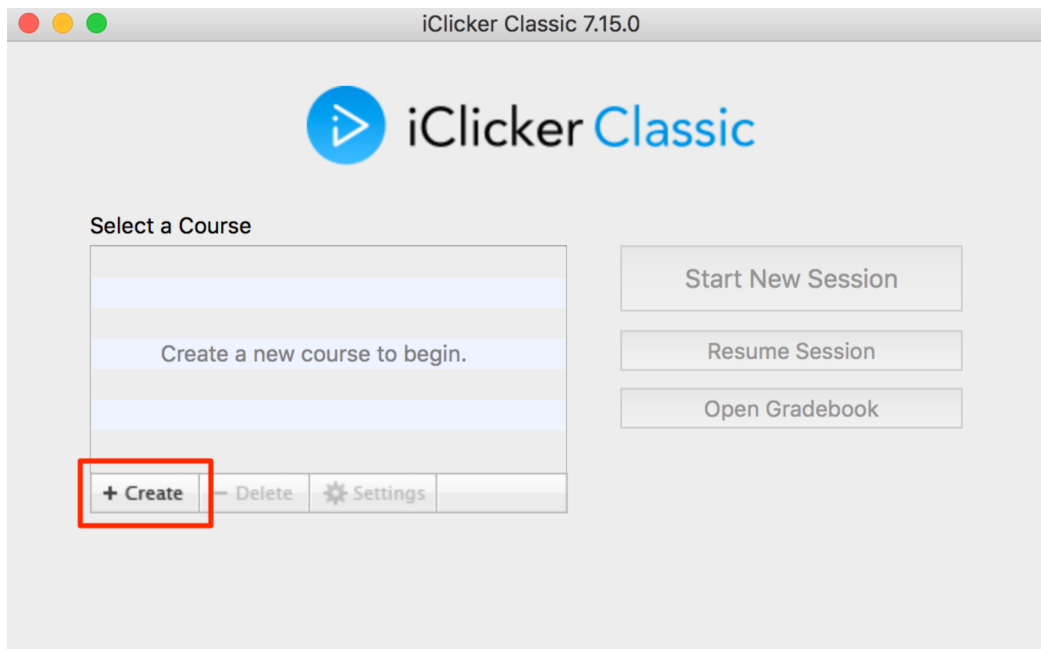 iClicker Classic 7.15.0
iClicker Classic
Select a Course
Create a new course to begin.
+ Create
− Delete
Settings
Start New Session
Resume Session
Open Gradebook